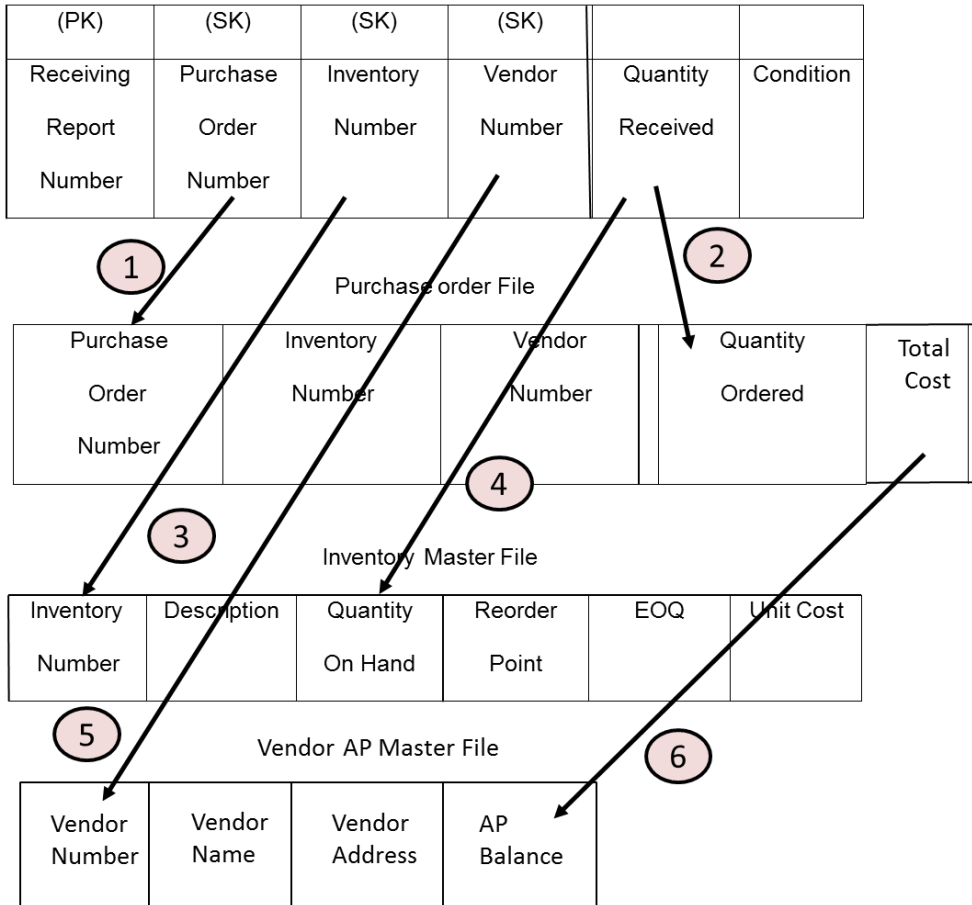 (PK) (SK) (SK) (SK)
Receiving Purchase Inventory Vendor Quantity Condition
Report Order Number Number Received
Number Number
1
2
Purchase order File
Purchase Inventory Vendor Quantity Total
Order Number Number Ordered Cost
Number
4
3
Inventory Master File
Inventory Description Quantity Reorder EOQ Unit Cost
Number On Hand Point
5
Vendor AP Master File
6
Vendor Vendor Vendor AP
Number Name Address Balance